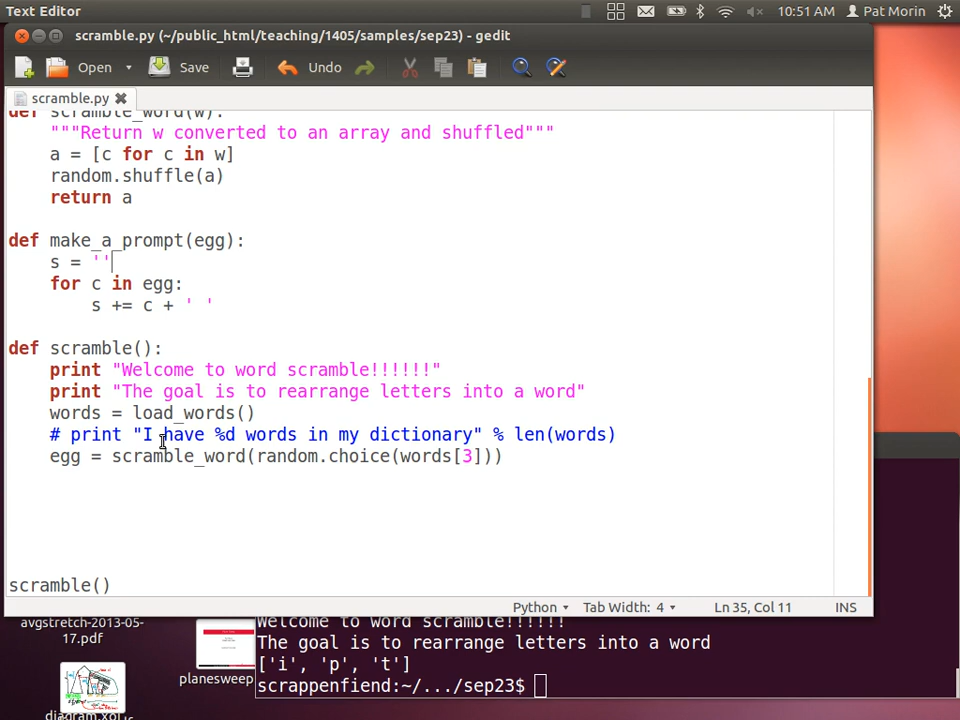 Text Editor
10:51 AM
Pat Morin
scramble.py (~/public_html/teaching/1405/samples/sep23) - gedit
Open
Save
Undo
scramble.py
def scramble_word(w):
    """Return w converted to an array and shuffled"""
    a = [c for c in w]
    random.shuffle(a)
    return a
def make_a_prompt(egg):
    s = ''
    for c in egg:
        s += c + ' '
def scramble():
    print "Welcome to word scramble!!!!!!"
    print "The goal is to rearrange letters into a word"
    words = load_words()
    # print "I have %d words in my dictionary" % len(words)
    egg = scramble_word(random.choice(words[3]))
scramble()
Python
Tab Width: 4
Ln 35, Col 11
INS
avgstretch-2013-05-
17.pdf
planesweep
diagram.xoj
Welcome to word scramble!!!!!!
The goal is to rearrange letters into a word
['i', 'p', 't']
scrappenfiend:~/.../sep23$